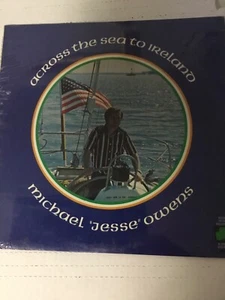 across the sea to ireland
michael 'jesse' owens